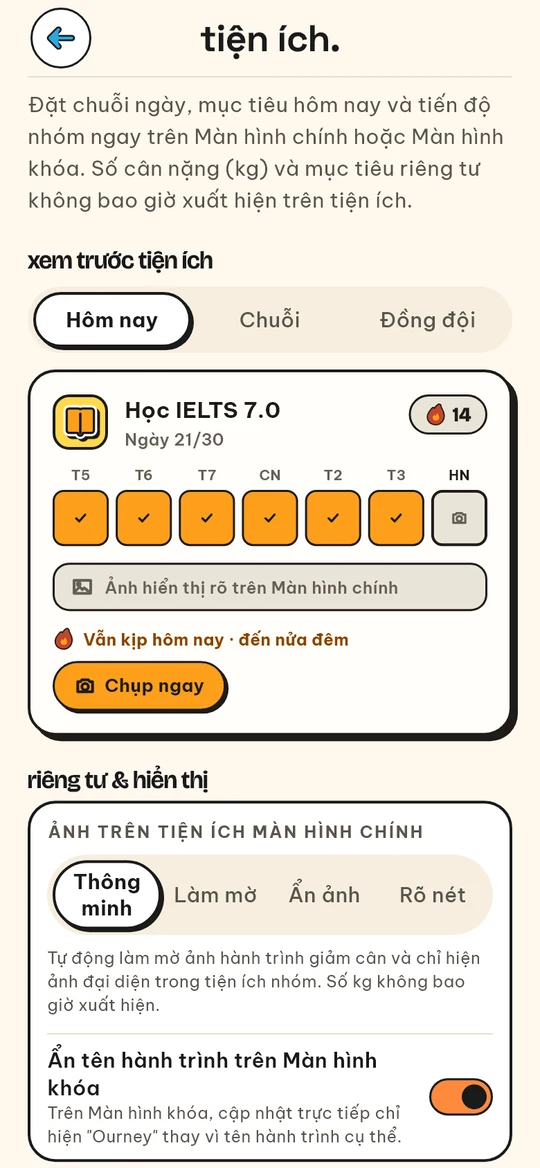 tiện ích.
Đặt chuỗi ngày, mục tiêu hôm nay và tiến độ
nhóm ngay trên Màn hình chính hoặc Màn hình
khóa. Số cân nặng (kg) và mục tiêu riêng tư
không bao giờ xuất hiện trên tiện ích.
xem trước tiện ích
Hôm nay Chuỗi Đồng đội
Học IELTS 7.0
14
Ngày 21/30
T5 T6 T7 CN T2 T3 HN
Ảnh hiển thị rõ trên Màn hình chính
Vẫn kịp hôm nay · đến nửa đêm
Chụp ngay
riêng tư & hiển thị
ẢNH TRÊN TIỆN ÍCH MÀN HÌNH CHÍNH
Thông
minh
Làm mờ Ẩn ảnh Rõ nét
Tự động làm mờ ảnh hành trình giảm cân và chỉ hiện
ảnh đại diện trong tiện ích nhóm. Số kg không bao
giờ xuất hiện.
Ẩn tên hành trình trên Màn hình
khóa
Trên Màn hình khóa, cập nhật trực tiếp chỉ
hiện "Ourney" thay vì tên hành trình cụ thể.